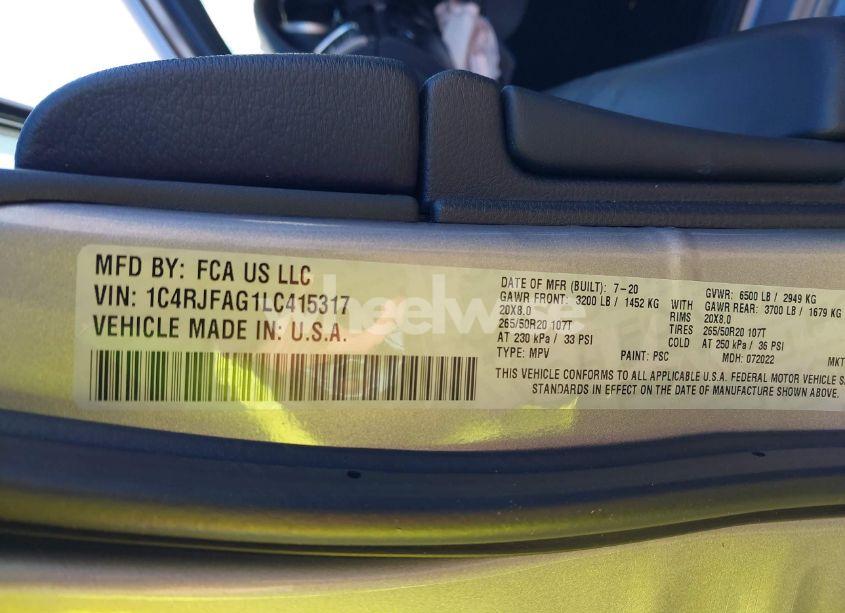 MFD BY: FCA US LLC
VIN: 1C4RJFAG1LC415317
VEHICLE MADE IN: U.S.A.
DATE OF MFR (BUILT): 7-20
GAWR FRONT: 3200 LB / 1452 KG
20X8.0
265/50R20 107T
AT 230 kPa / 33 PSI
TYPE: MPV PAINT: PSC
WITH
RIMS
TIRES
COLD
GVWR: 6500 LB / 2949 KG
GAWR REAR: 3700 LB / 1679 KG
20X8.0
265/50R20 107T
AT 250 kPa / 36 PSI
MDH: 072022 MKT
THIS VEHICLE CONFORMS TO ALL APPLICABLE U.S.A. FEDERAL MOTOR VEHICLE
STANDARDS IN EFFECT ON THE DATE OF MANUFACTURE SHOWN ABOVE.
wheelwise